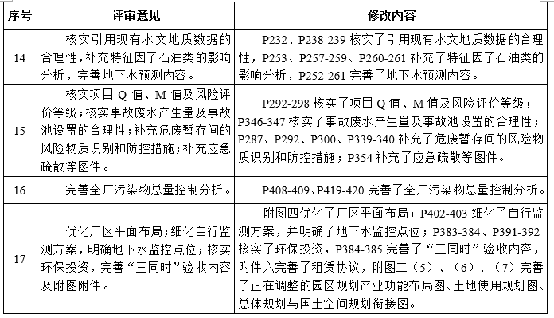 序号
评审意见
修改内容
14
核实引用现有水文地质数据的
合理性，补充特征因子石油类的影响
分析，完善地下水预测内容。
P232、P238-239 核实了引用现有水文地质数据的合理
性，P253、P257-259、P260-261 补充了特征因子石油类的
影响分析，P252-261 完善了地下水预测内容。
15
核实项目 Q 值、M 值及风险评
价等级；核实事故废水产生量及事故
池设置的合理性；补充危废暂存间的
风险物质识别和防控措施；补充应急
疏散等图件。
P292-298 核实了项目 Q 值、M 值及风险评价等级；
P346-347 核实了事故废水产生量及事故池设置的合理性；
P287、P292、P300、P339-340 补充了危废暂存间的风险物
质识别和防控措施；P354 补充了应急疏散等图件。
16
完善全厂污染物总量控制分析。
P408-409、P419-420 完善了全厂污染物总量控制分析。
17
优化厂区平面布局；细化自行监
测方案，明确地下水监控点位；核实
环保投资，完善“三同时”验收内容
及附图附件。
附图四优化了厂区平面布局；P402-403 细化了自行监
测方案，并明确了地下水监控点位；P383-384、P391-392
核实了环保投资，P384-385 完善了“三同时”验收内容，
附件六完善了租赁协议，附图二（5）、（6）、（7）完善
了正在调整的园区规划产业功能布局图、土地使用规划图、
总体规划与国土空间规划衔接图。